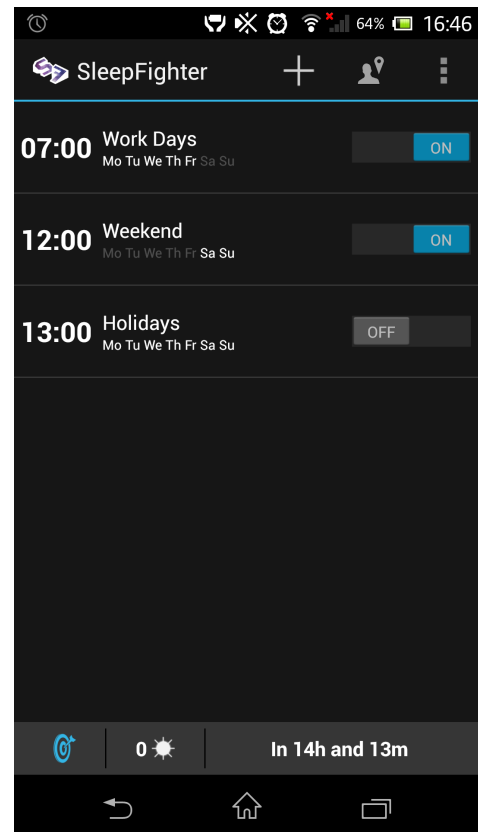 64% 16:46
SleepFighter
07:00 Work Days ON
Mo Tu We Th Fr Sa Su
12:00 Weekend ON
Mo Tu We Th Fr Sa Su
13:00 Holidays OFF
Mo Tu We Th Fr Sa Su
0 In 14h and 13m